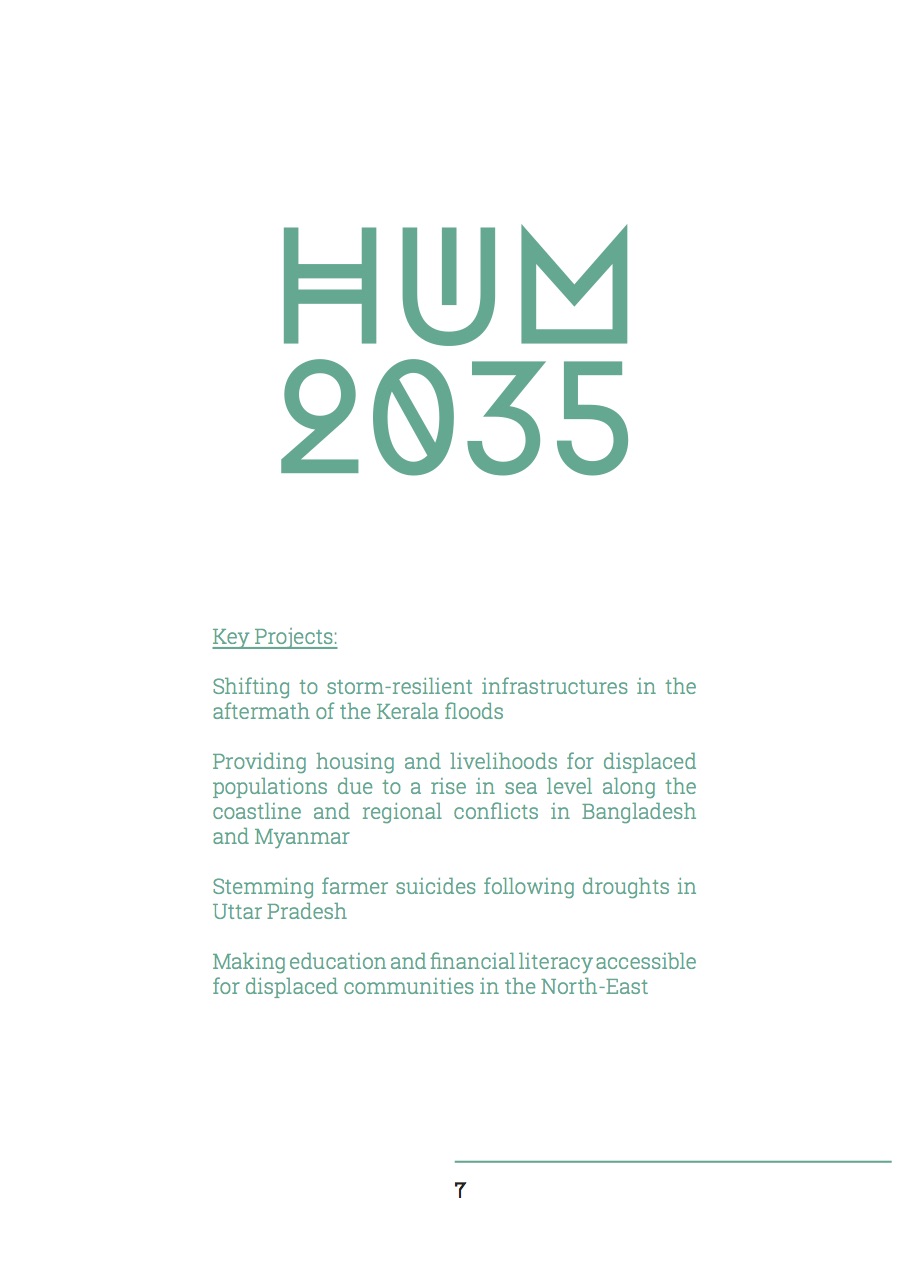 HUM
2035
Key Projects:
Shifting to storm-resilient infrastructures in the
aftermath of the Kerala floods
Providing housing and livelihoods for displaced
populations due to a rise in sea level along the
coastline and regional conflicts in Bangladesh
and Myanmar
Stemming farmer suicides following droughts in
Uttar Pradesh
Making education and financial literacy accessible
for displaced communities in the North-East
7